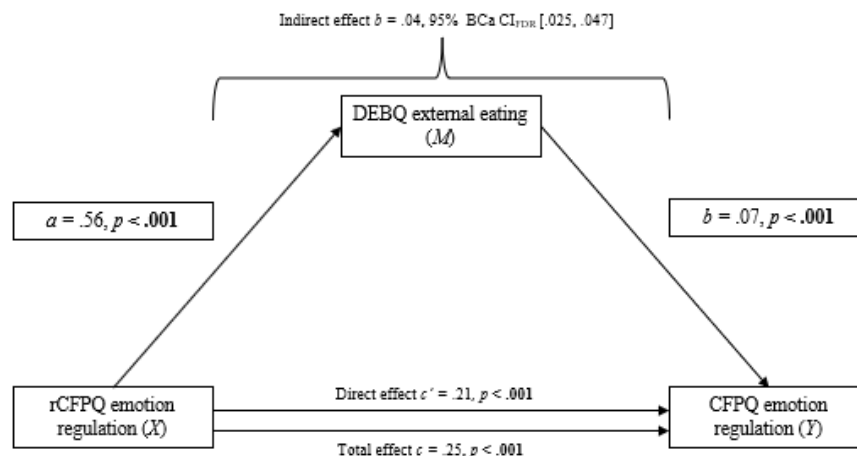 Indirect effect b = .04, 95% BCa CI_FDR [.025, .047]
DEBQ external eating
(M)
a = .56, p < .001
b = .07, p < .001
rCFPQ emotion
regulation (X)
Direct effect c´ = .21, p < .001
Total effect c = .25, p < .001
CFPQ emotion
regulation (Y)